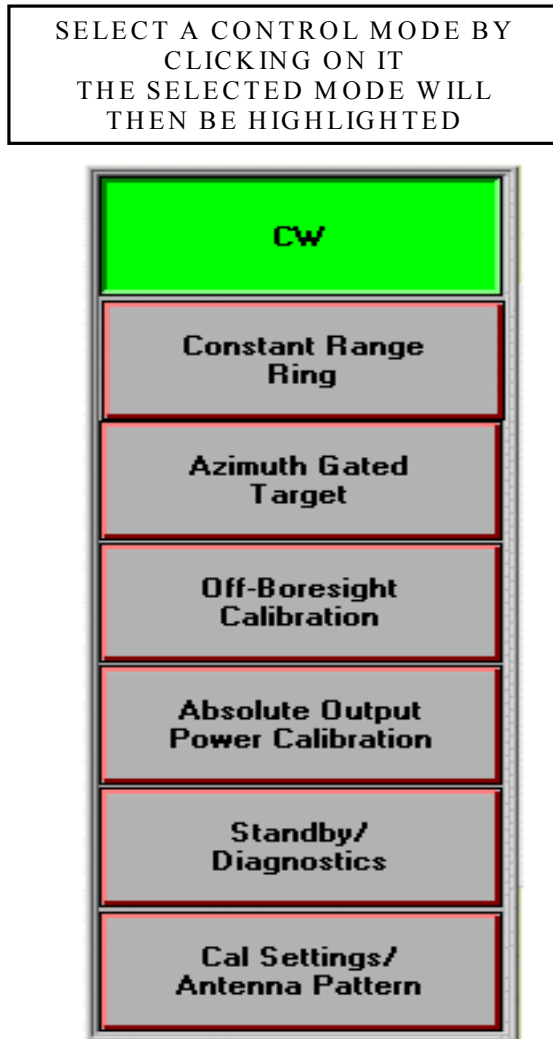 SELECT A CONTROL MODE BY
CLICKING ON IT
THE SELECTED MODE WILL
THEN BE HIGHLIGHTED
CW
Constant Range
Ring
Azimuth Gated
Target
Off-Boresight
Calibration
Absolute Output
Power Calibration
Standby/
Diagnostics
Cal Settings/
Antenna Pattern